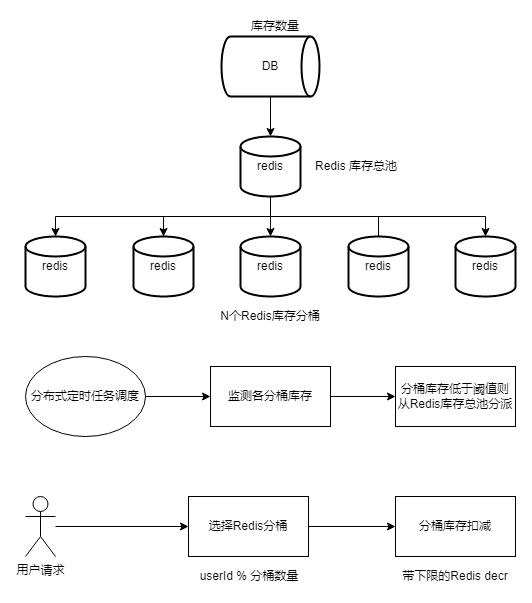 库存数量
DB
redis
Redis 库存总池
redis
redis
redis
redis
redis
N个Redis库存分桶
分布式定时任务调度
监测各分桶库存
分桶库存低于阈值则
从Redis库存总池分派
选择Redis分桶
分桶库存扣减
用户请求
userId % 分桶数量
带下限的Redis decr